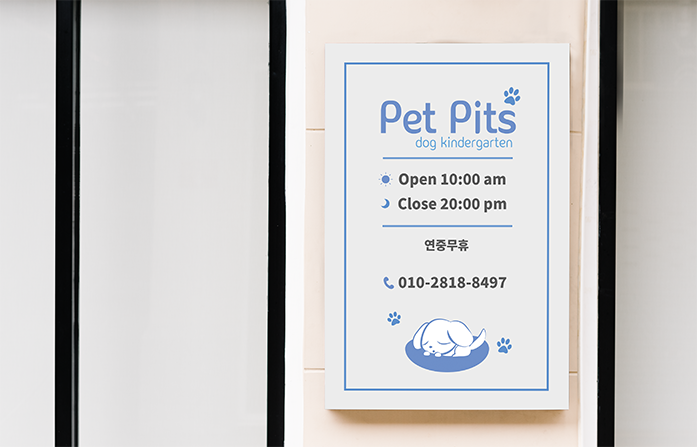 Pet Pits
dog kindergarten
Open 10:00 am
Close 20:00 pm
연중무휴
010-2818-8497